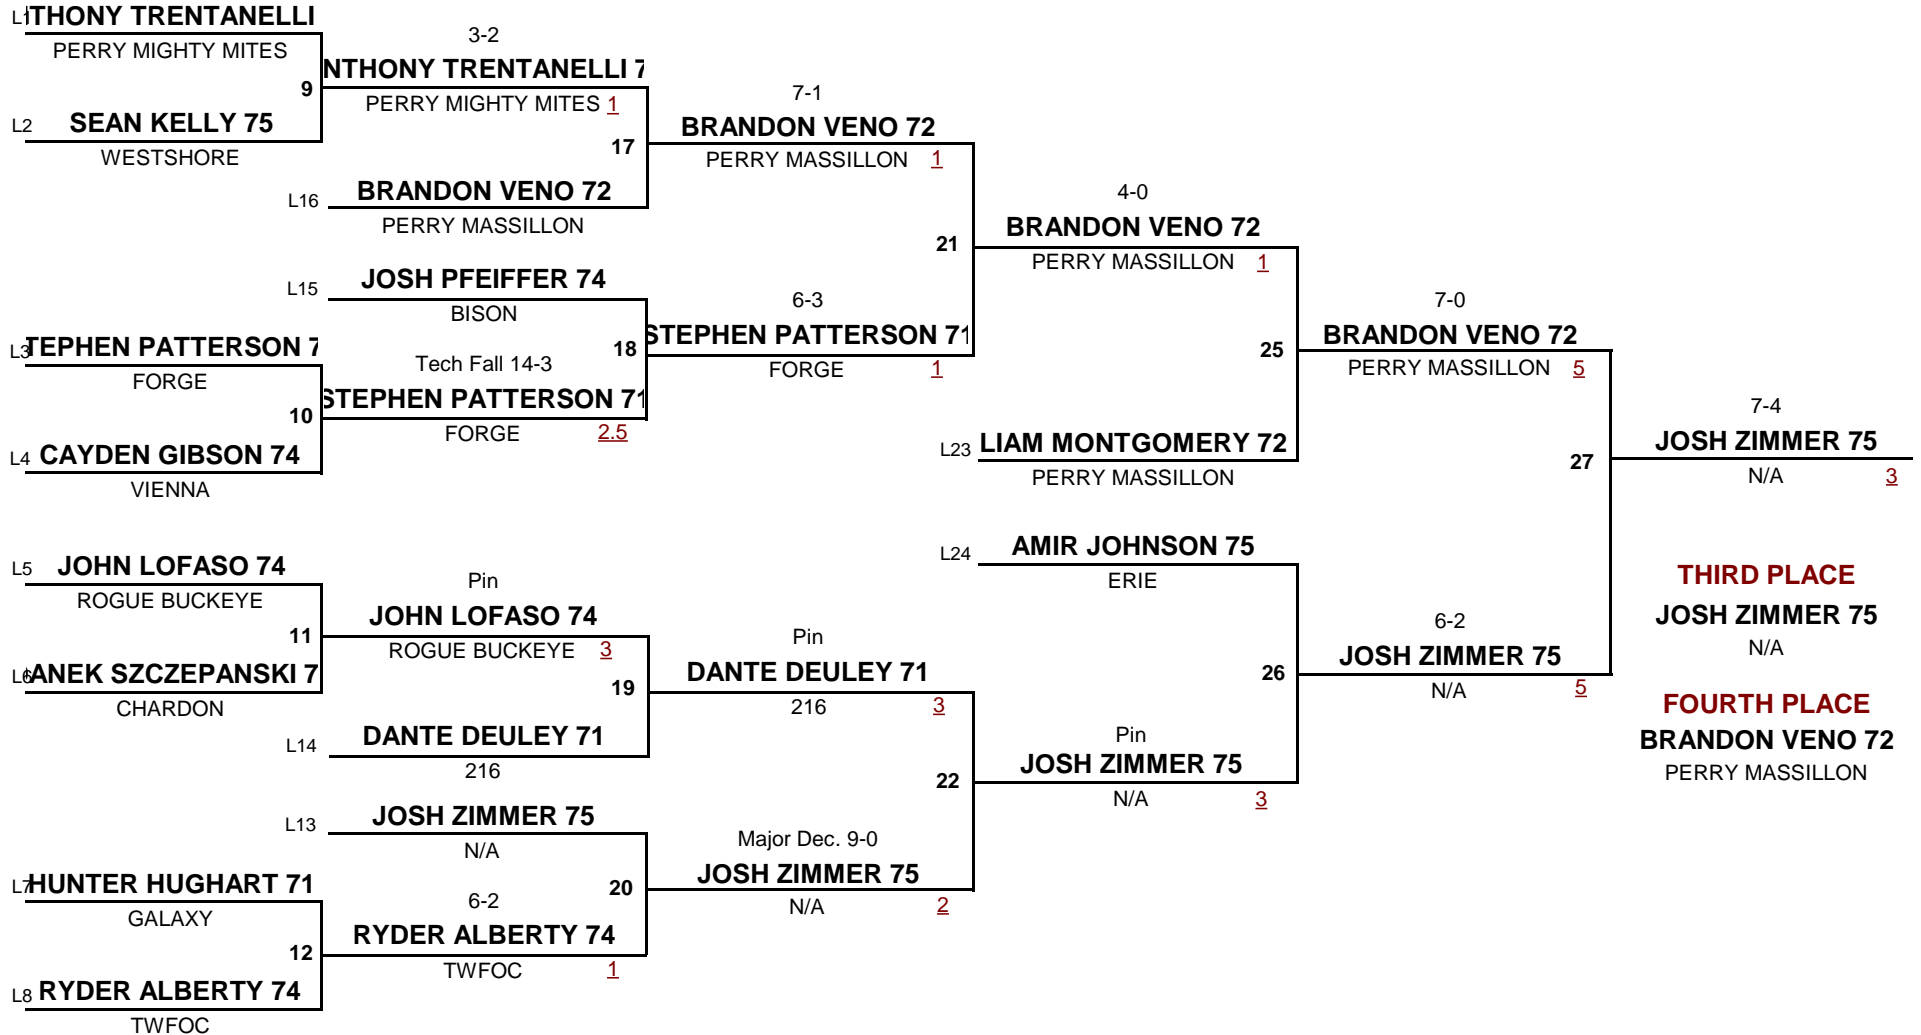 L1 THONY TRENTANELLI
PERRY MIGHTY MITES
9
L2 SEAN KELLY 75
WESTSHORE
3-2
NTHONY TRENTANELLI 7
PERRY MIGHTY MITES 1
17
L16 BRANDON VENO 72
PERRY MASSILLON
7-1
BRANDON VENO 72
PERRY MASSILLON 1
21
L15 JOSH PFEIFFER 74
BISON
18
L3 TEPHEN PATTERSON 7
FORGE
10
L4 CAYDEN GIBSON 74
VIENNA
Tech Fall 14-3
STEPHEN PATTERSON 71
FORGE 2.5
6-3
STEPHEN PATTERSON 71
FORGE 1
4-0
BRANDON VENO 72
PERRY MASSILLON 1
25
L23 LIAM MONTGOMERY 72
PERRY MASSILLON
7-0
BRANDON VENO 72
PERRY MASSILLON 5
27
7-4
JOSH ZIMMER 75
N/A 3
L5 JOHN LOFASO 74
ROGUE BUCKEYE
11
L6 ANEK SZCZEPANSKI 7
CHARDON
Pin
JOHN LOFASO 74
ROGUE BUCKEYE 3
19
L14 DANTE DEULEY 71
216
Pin
DANTE DEULEY 71
216 3
22
L13 JOSH ZIMMER 75
N/A
20
L7 HUNTER HUGHART 71
GALAXY
12
L8 RYDER ALBERTY 74
TWFOC
6-2
RYDER ALBERTY 74
TWFOC 1
Major Dec. 9-0
JOSH ZIMMER 75
N/A 2
L24 AMIR JOHNSON 75
ERIE
26
Pin
JOSH ZIMMER 75
N/A 3
6-2
JOSH ZIMMER 75
N/A 5
THIRD PLACE
JOSH ZIMMER 75
N/A
FOURTH PLACE
BRANDON VENO 72
PERRY MASSILLON